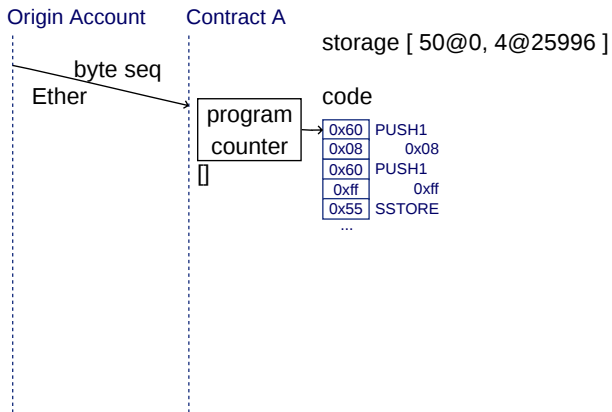 Origin Account
Contract A
storage [ 50@0, 4@25996 ]
byte seq
Ether
program
counter
[]
code
0x60 PUSH1
0x08 0x08
0x60 PUSH1
0xff 0xff
0x55 SSTORE
...